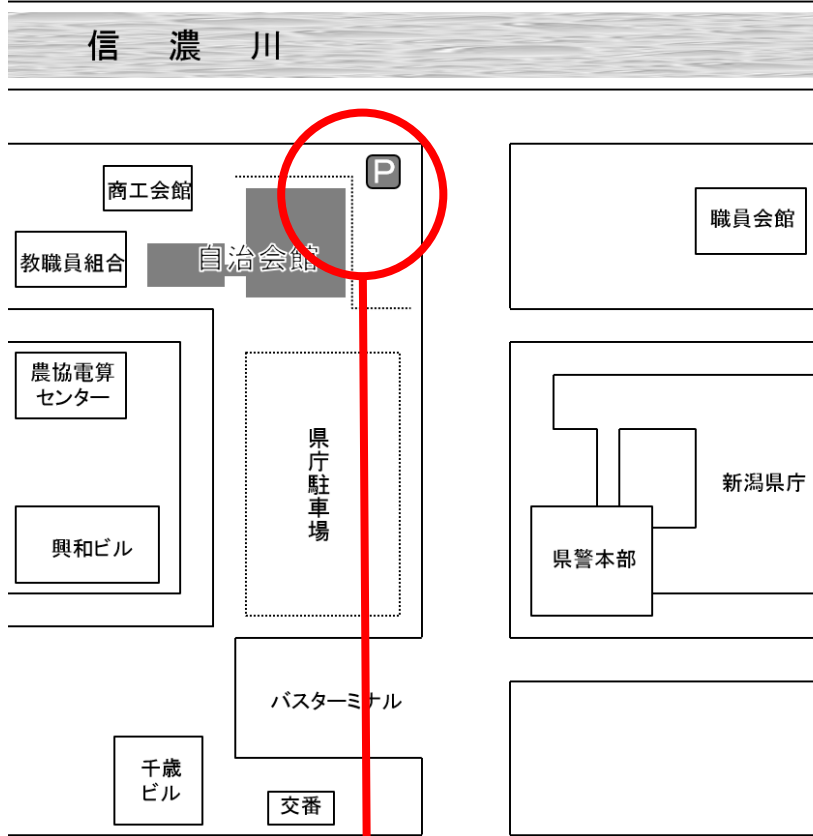 信濃川
P
商工会館
職員会館
教職員組合
自治会館
農協電算
センター
県庁駐車場
新潟県庁
興和ビル
県警本部
バスターミナル
千歳
ビル
交番